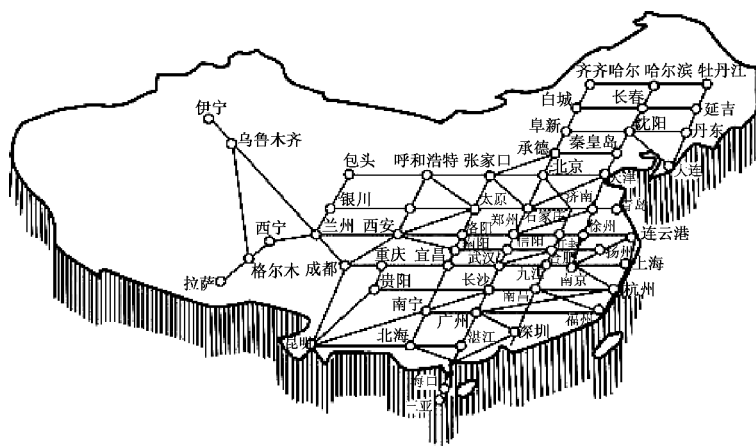 齐齐哈尔
哈尔滨
牡丹江
白城
长春
延吉
伊宁
阜新
沈阳
丹东
乌鲁木齐
承德
秦皇岛
包头
呼和浩特
张家口
北京
天津
大连
银川
太原
石家庄
济南
青岛
西宁
兰州
西安
洛阳
郑州
徐州
连云港
信阳
扬州
拉萨
格尔木
成都
重庆
宜昌
武汉
合肥
上海
贵阳
长沙
九江
南京
南昌
杭州
南宁
广州
福州
昆明
北海
湛江
深圳
海口
三亚